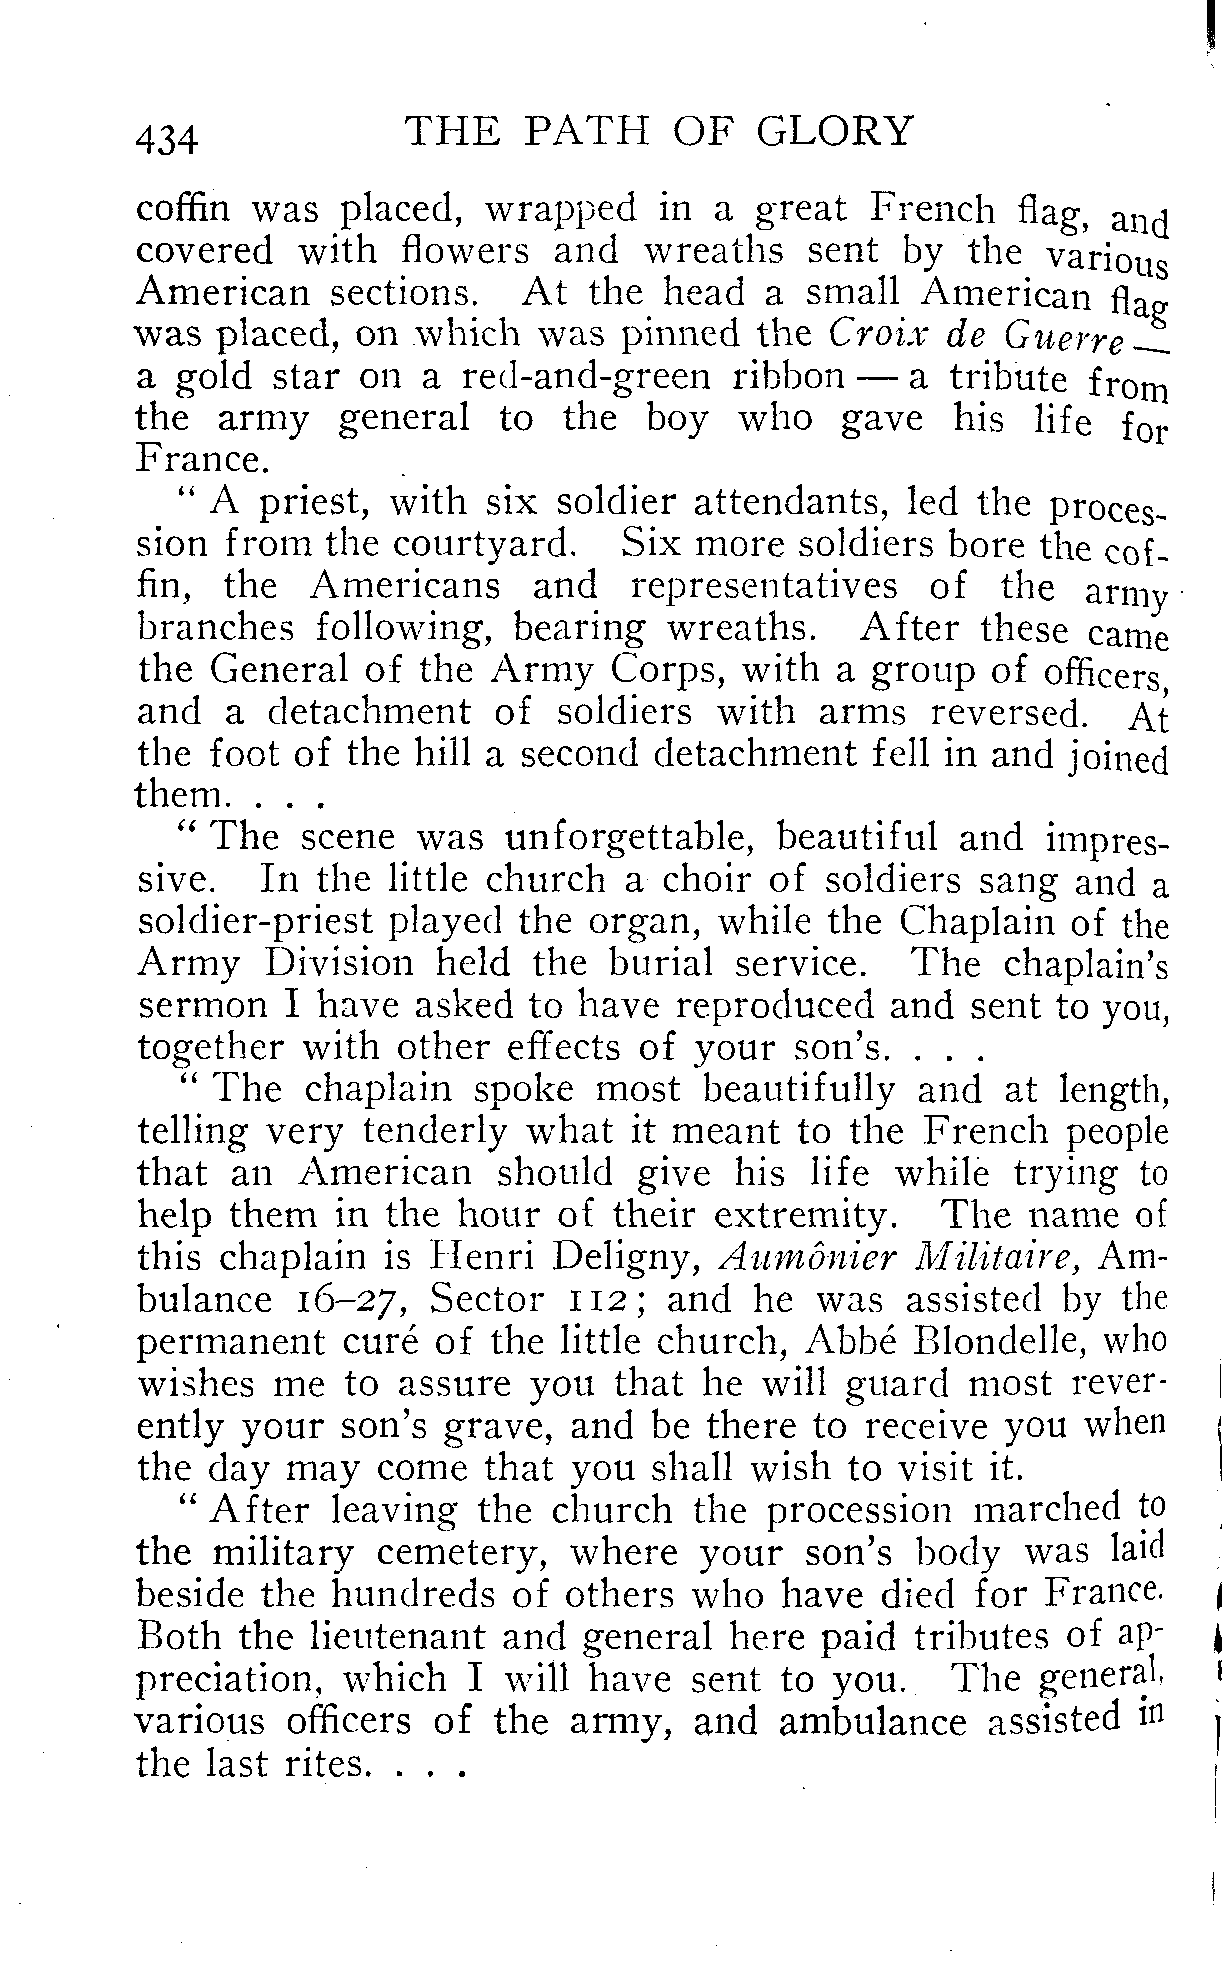 434 THE PATH OF GLORY
coffin was placed, wrapped in a great French flag, and
covered with flowers and wreaths sent by the various
American sections. At the head a small American flag
was placed, on which was pinned the Croix de Guerre —
a gold star on a red-and-green ribbon — a tribute from
the army general to the boy who gave his life for
France.
“ A priest, with six soldier attendants, led the proces-
sion from the courtyard. Six more soldiers bore the cof-
fin, the Americans and representatives of the army
branches following, bearing wreaths. After these came
the General of the Army Corps, with a group of officers,
and a detachment of soldiers with arms reversed. At
the foot of the hill a second detachment fell in and joined
them. . . .
“ The scene was unforgettable, beautiful and impres-
sive. In the little church a choir of soldiers sang and a
soldier-priest played the organ, while the Chaplain of the
Army Division held the burial service. The chaplain's
sermon I have asked to have reproduced and sent to you,
together with other effects of your son's. . . .
“ The chaplain spoke most beautifully and at length,
telling very tenderly what it meant to the French people
that an American should give his life while trying to
help them in the hour of their extremity. The name of
this chaplain is Henri Deligny, Aumônier Militaire, Am-
bulance 16–27, Sector 112; and he was assisted by the
permanent curé of the little church, Abbé Blondelle, who
wishes me to assure you that he will guard most rever-
ently your son's grave, and be there to receive you when
the day may come that you shall wish to visit it.
“ After leaving the church the procession marched to
the military cemetery, where your son's body was laid
beside the hundreds of others who have died for France.
Both the lieutenant and general here paid tributes of ap-
preciation, which I will have sent to you. The general,
various officers of the army, and ambulance assisted in
the last rites. . . .